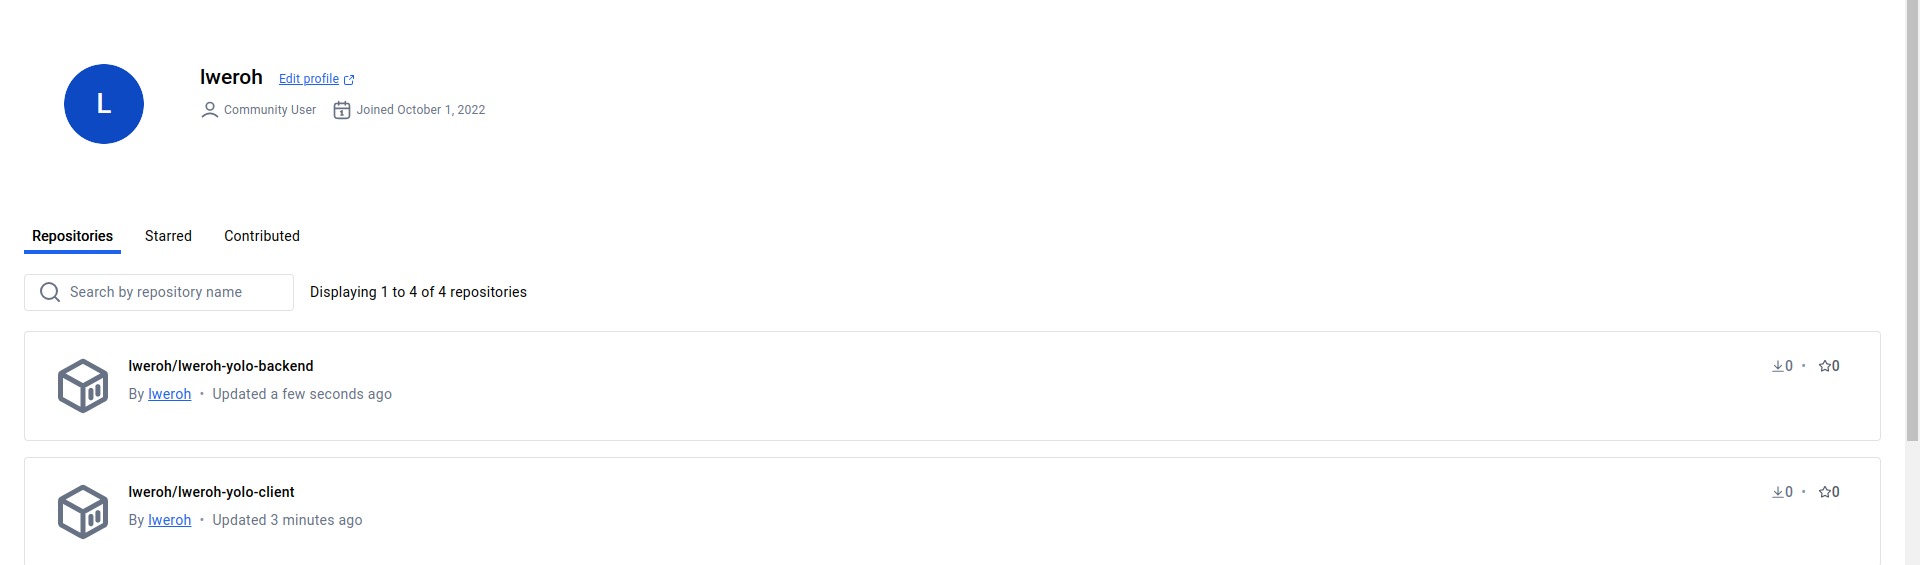 L
lweroh Edit profile
Community User Joined October 1, 2022
Repositories Starred Contributed
Search by repository name Displaying 1 to 4 of 4 repositories
lweroh/lweroh-yolo-backend 0 • 0
By lweroh • Updated a few seconds ago
lweroh/lweroh-yolo-client 0 • 0
By lweroh • Updated 3 minutes ago